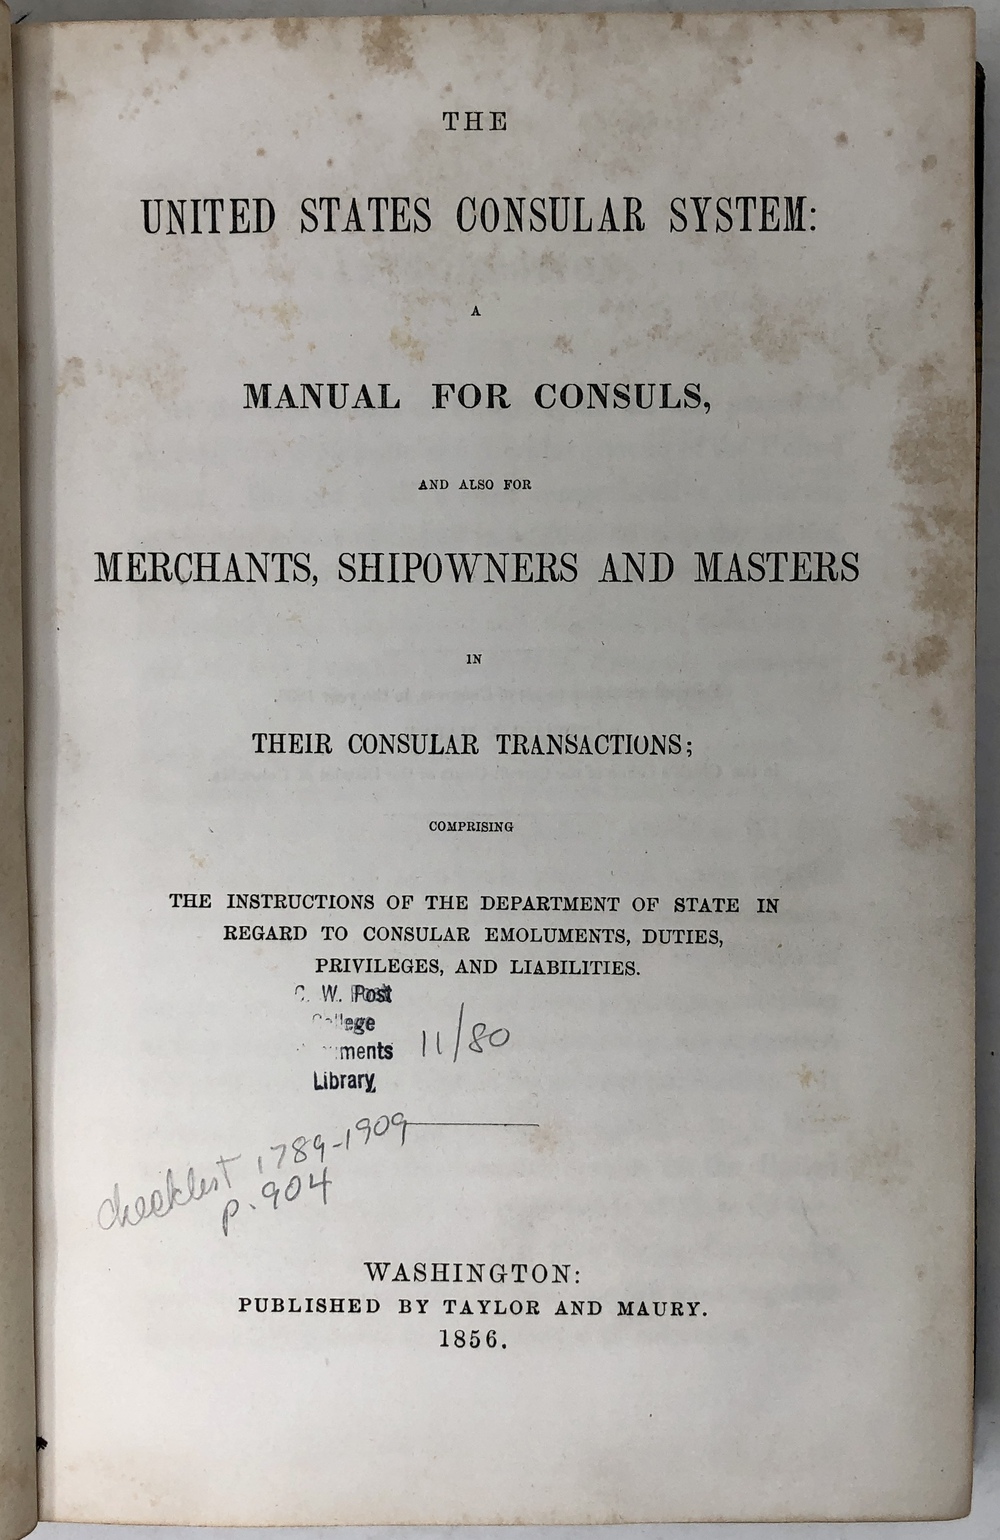 THE
UNITED STATES CONSULAR SYSTEM:
A
MANUAL FOR CONSULS,
AND ALSO FOR
MERCHANTS, SHIPOWNERS AND MASTERS
IN
THEIR CONSULAR TRANSACTIONS;
COMPRISING
THE INSTRUCTIONS OF THE DEPARTMENT OF STATE IN
REGARD TO CONSULAR EMOLUMENTS, DUTIES,
PRIVILEGES, AND LIABILITIES.
C. W. Post
Library
11/80
checklist 1789-1909
p. 904
WASHINGTON:
PUBLISHED BY TAYLOR AND MAURY.
1856.